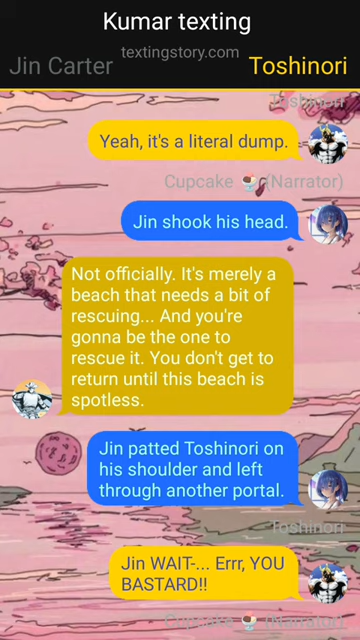 Kumar texting
textingstory.com
Jin Carter
Toshinori
Toshinori
Yeah, it's a literal dump.
Cupcake 🧁 (Narrator)
Jin shook his head.
Not officially. It's merely a
beach that needs a bit of
rescuing... And you're
gonna be the one to
rescue it. You don't get to
return until this beach is
spotless.
Jin patted Toshinori on
his shoulder and left
through another portal.
Toshinori
Jin WAIT-... Errr, YOU
BASTARD!!
Cupcake 🧁 (Narrator)